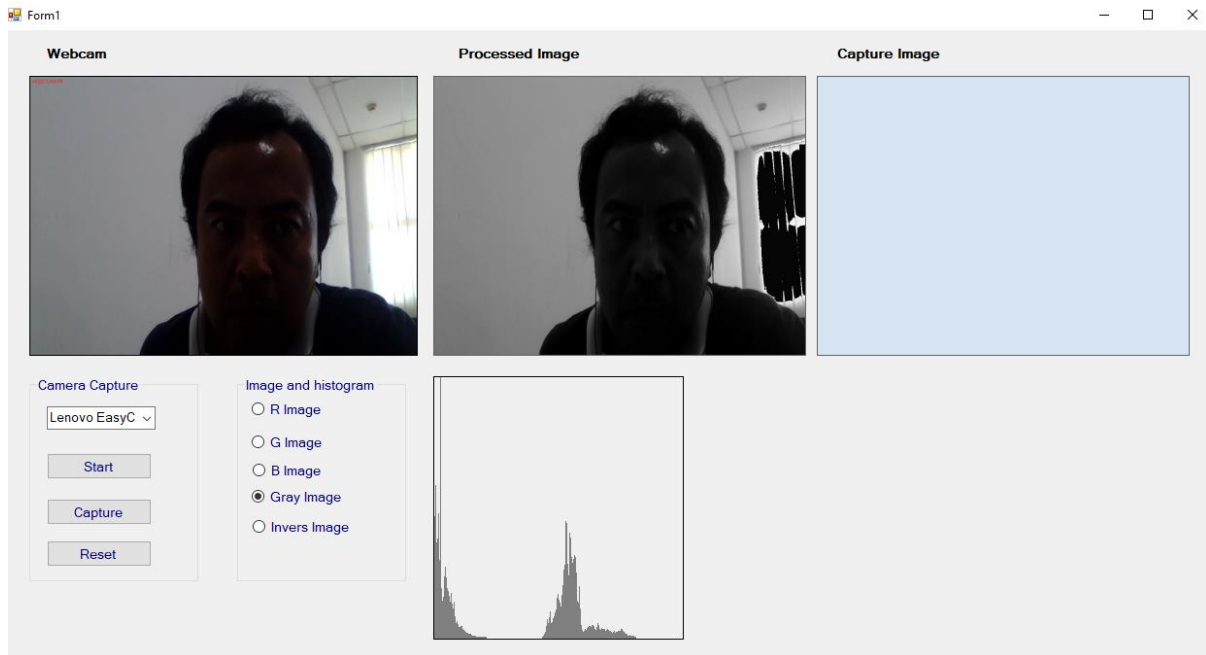 Form1
Webcam
Processed Image
Capture Image
Camera Capture
Lenovo EasyC
Start
Capture
Reset
Image and histogram
R Image
G Image
B Image
Gray Image
Invers Image